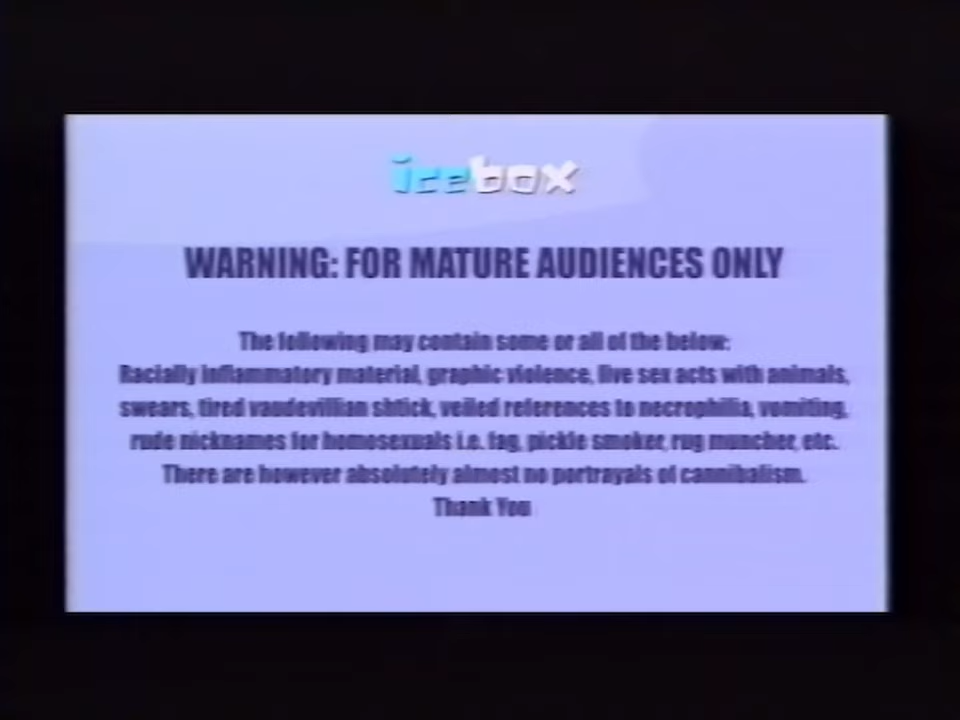 icebox
WARNING: FOR MATURE AUDIENCES ONLY
The following may contain some or all of the below:
Racially inflammatory material, graphic violence, live sex acts with animals,
swears, tired vaudevillian shtick, veiled references to necrophilia, vomiting,
rude nicknames for homosexuals i.e. fag, pickle smoker, rug muncher, etc.
There are however absolutely almost no portrayals of cannibalism.
Thank You